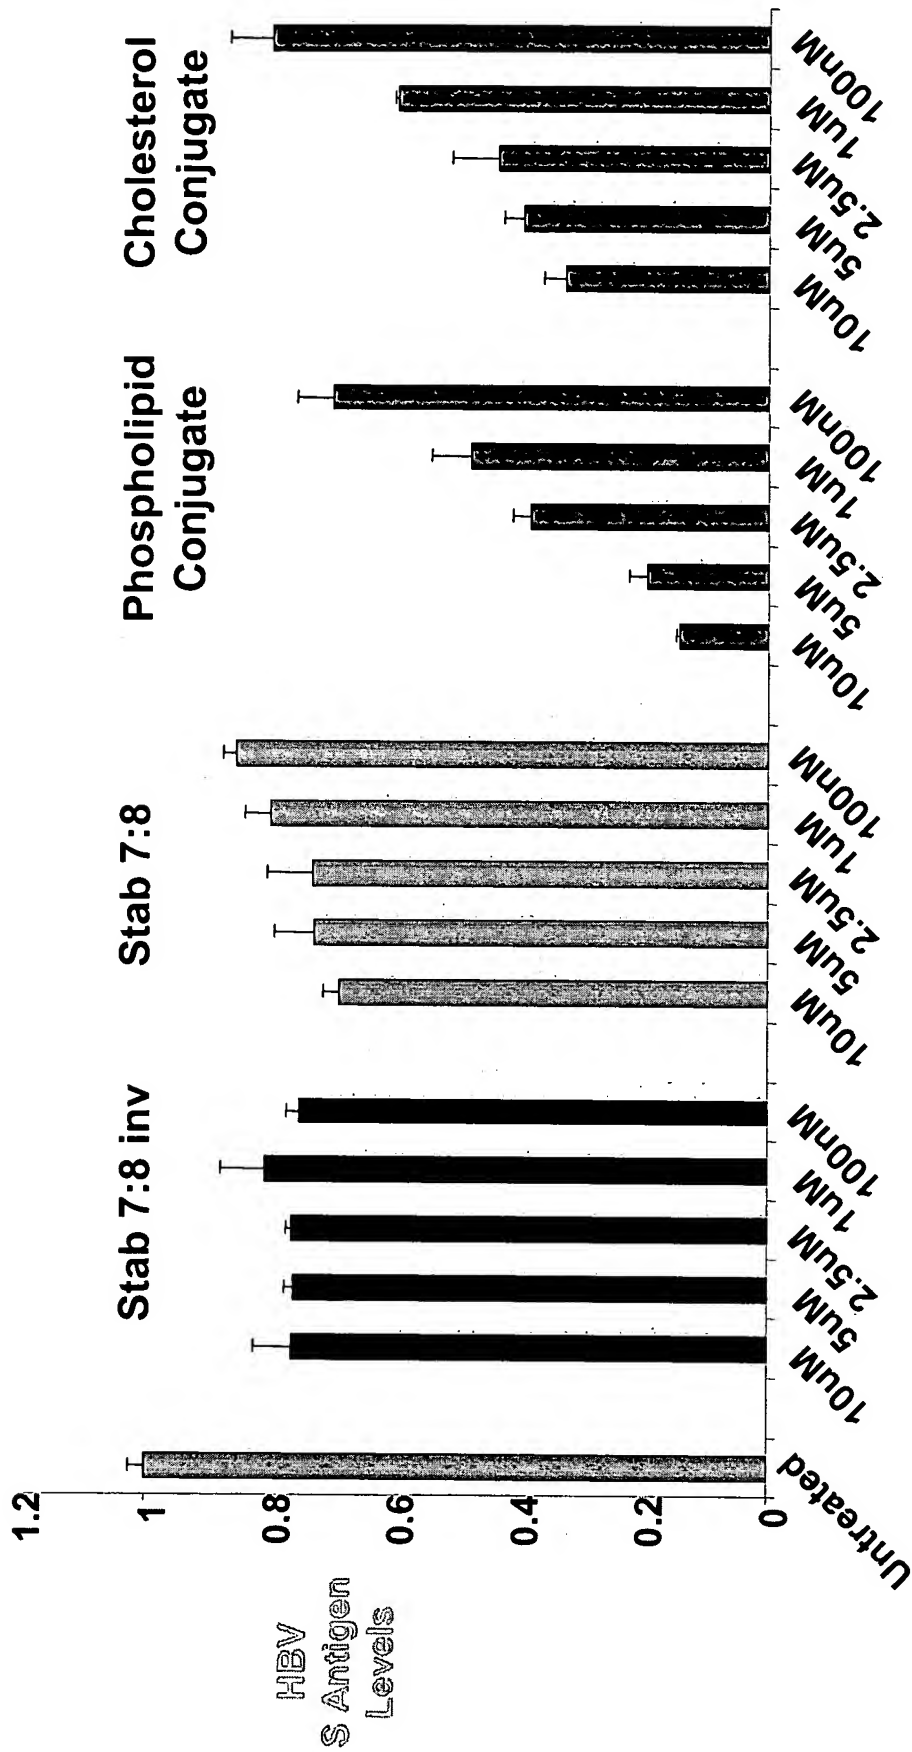 Stab 7:8 inv
Stab 7:8
Phospholipid
Conjugate
Cholesterol
Conjugate
HBV
S Antigen
Levels
1.2
1
0.8
0.6
0.4
0.2
0
Untreated
10uM
5uM
2.5uM
1uM
100nM
10uM
5uM
2.5uM
1uM
100nM
10uM
5uM
2.5uM
1uM
100nM
10uM
5uM
2.5uM
1uM
100nM